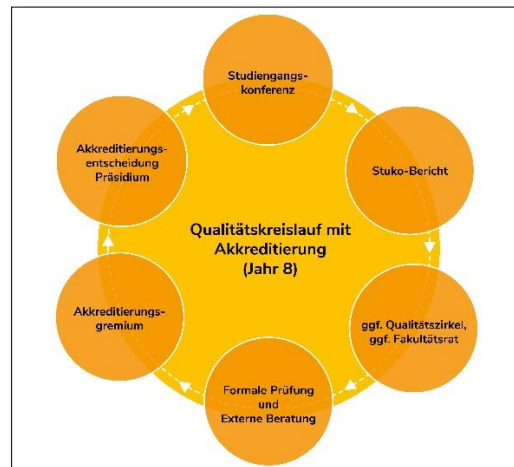 Studiengangs-
konferenz
Stuko-Bericht
ggf. Qualitätszirkel,
ggf. Fakultätsrat
Formale Prüfung
und
Externe Beratung
Akkreditierungs-
gremium
Akkreditierungs-
entscheidung
Präsidium
Qualitätskreislauf mit
Akkreditierung
(Jahr 8)